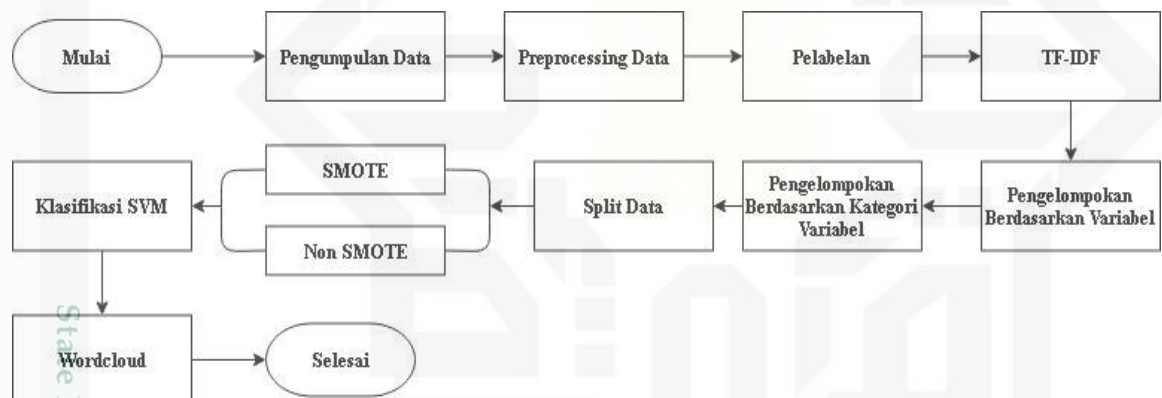 Mulai
Pengumpulan Data
Preprocessing Data
Pelabelan
TF-IDF
Pengelompokan
Berdasarkan Variabel
Pengelompokan
Berdasarkan Kategori
Variabel
Split Data
SMOTE
Non SMOTE
Klasifikasi SVM
Wordcloud
Selesai
State